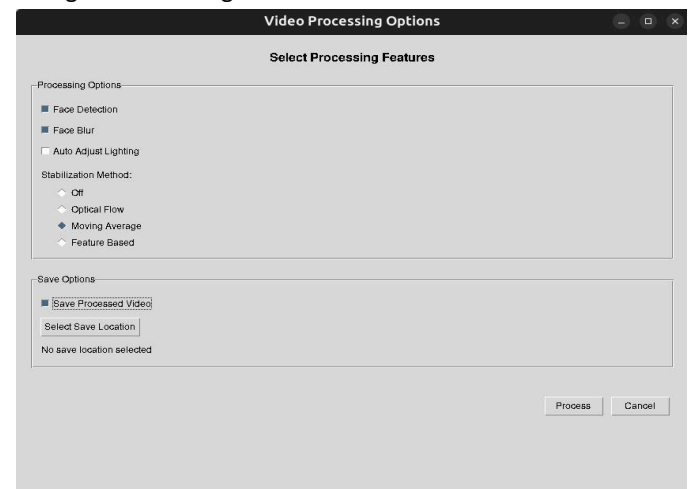 Video Processing Options
Select Processing Features
Processing Options
Face Detection
Face Blur
Auto Adjust Lighting
Stabilization Method:
Off
Optical Flow
Moving Average
Feature Based
Save Options
Save Processed Video
Select Save Location
No save location selected
Process Cancel